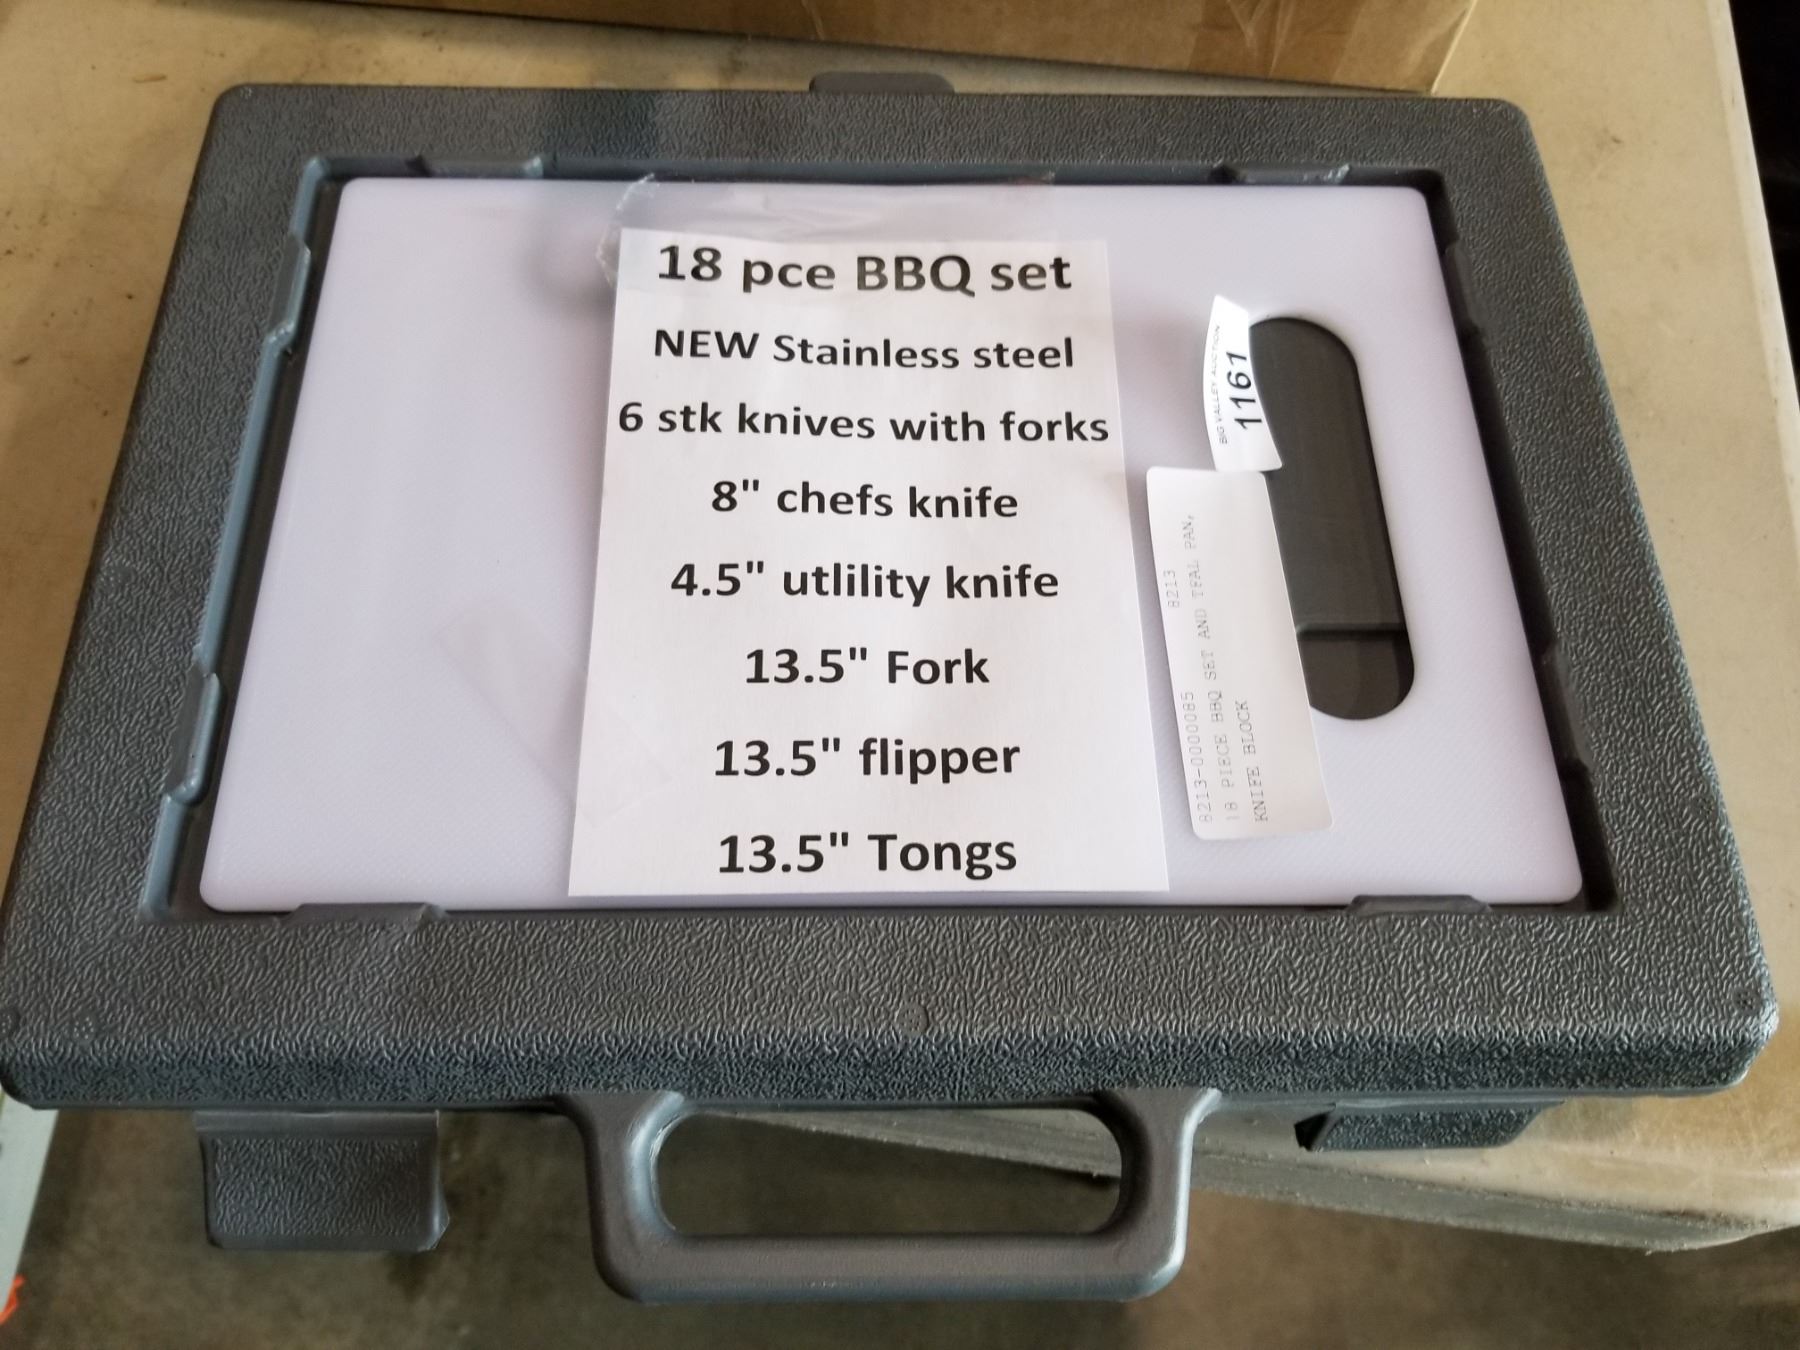 18 pce BBQ set
NEW Stainless steel
6 stk knives with forks
8" chefs knife
4.5" utlility knife
13.5" Fork
13.5" flipper
13.5" Tongs
BIG VALLEY AUCTION
1161
8213-0000085 8213
18 PIECE BBQ SET AND TFAL PAN,
KNIFE BLOCK